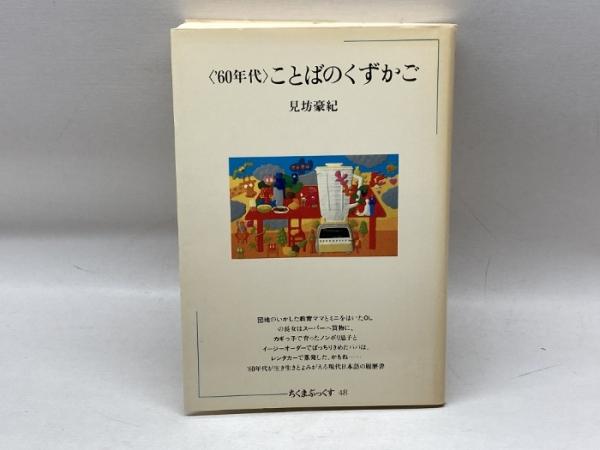 〈'60年代〉ことばのくずかご
見坊豪紀
団地のいかした教育ママとミニをはいたOL
の長女はスーパーへ買物に、
カギっ子で育ったノンポリ息子と
イージーオーダーでばっちりきめたパパは、
レンタカーで蒸発した、かもね……
'60年代が生き生きとよみがえる現代日本語の履歴書
ちくまぶっくす 48